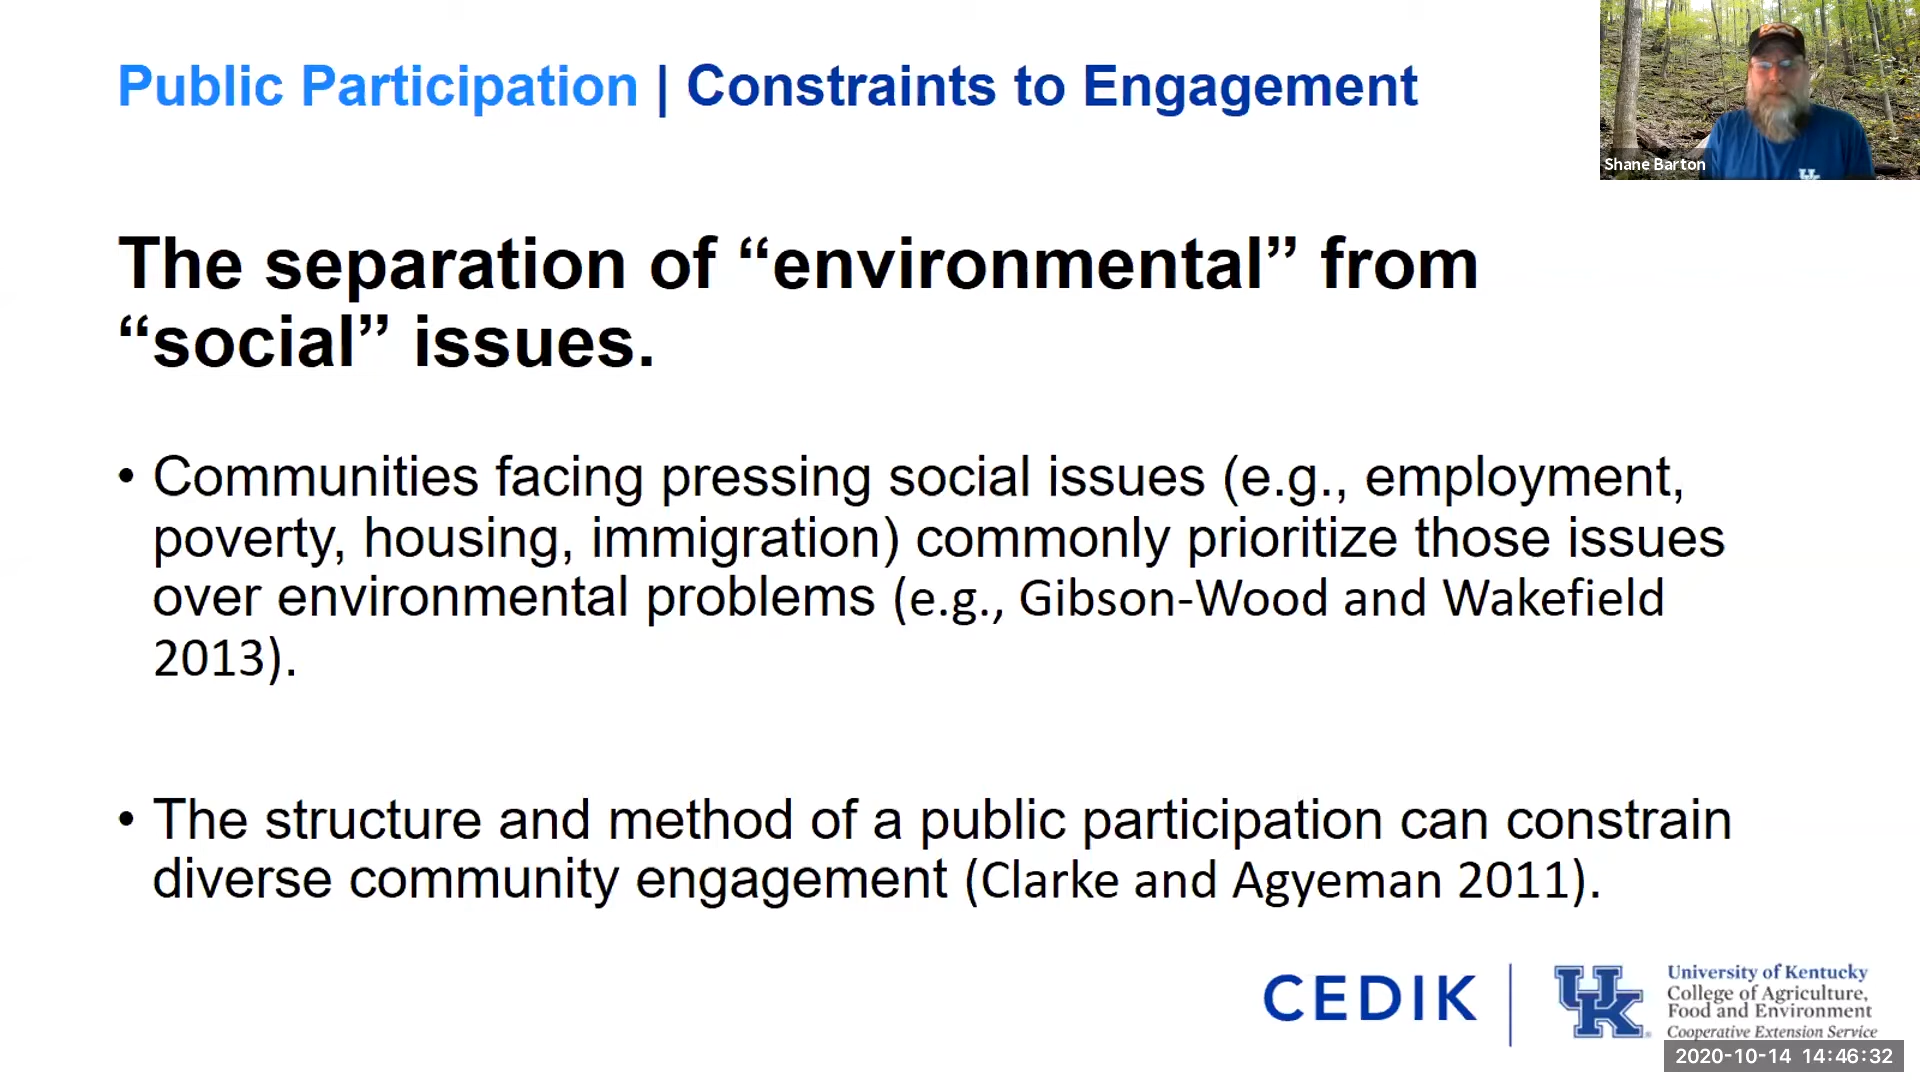 Public Participation | Constraints to Engagement
Shane Barton
The separation of “environmental” from
“social” issues.
• Communities facing pressing social issues (e.g., employment,
poverty, housing, immigration) commonly prioritize those issues
over environmental problems (e.g., Gibson-Wood and Wakefield
2013).
• The structure and method of a public participation can constrain
diverse community engagement (Clarke and Agyeman 2011).
CEDIK
UK
University of Kentucky
College of Agriculture,
Food and Environment
Cooperative Extension Service
2020-10-14 14:46:32